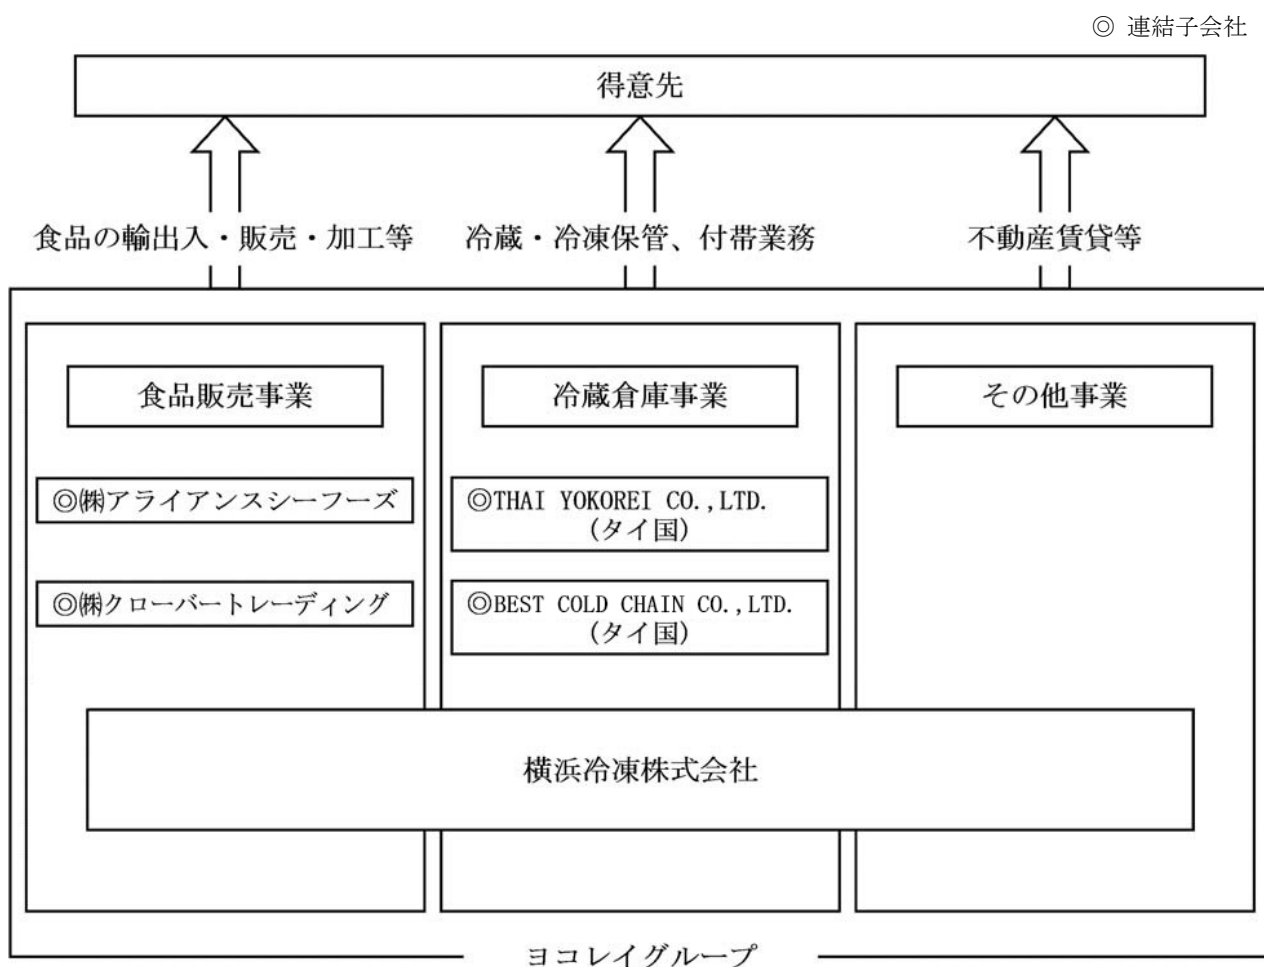 ◎ 連結子会社
得意先
食品の輸出入・販売・加工等
冷蔵・冷凍保管、付帯業務
不動産賃貸等
食品販売事業
冷蔵倉庫事業
その他事業
◎㈱アライアンスシーフーズ
◎THAI YOKOREI CO.,LTD.
(タイ国)
◎㈱クローバートレーディング
◎BEST COLD CHAIN CO.,LTD.
(タイ国)
横浜冷凍株式会社
ヨコレイグループ